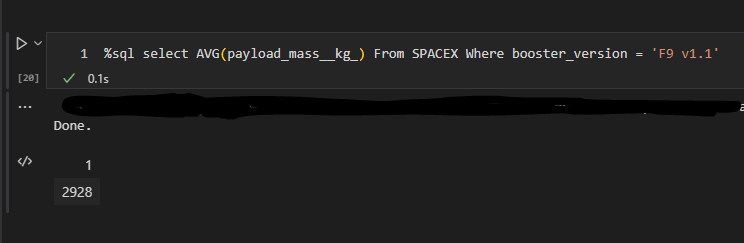 1 %sql select AVG(payload_mass__kg_) From SPACEX Where booster_version = 'F9 v1.1'
[20] 0.1s
...
Done.
1
2928